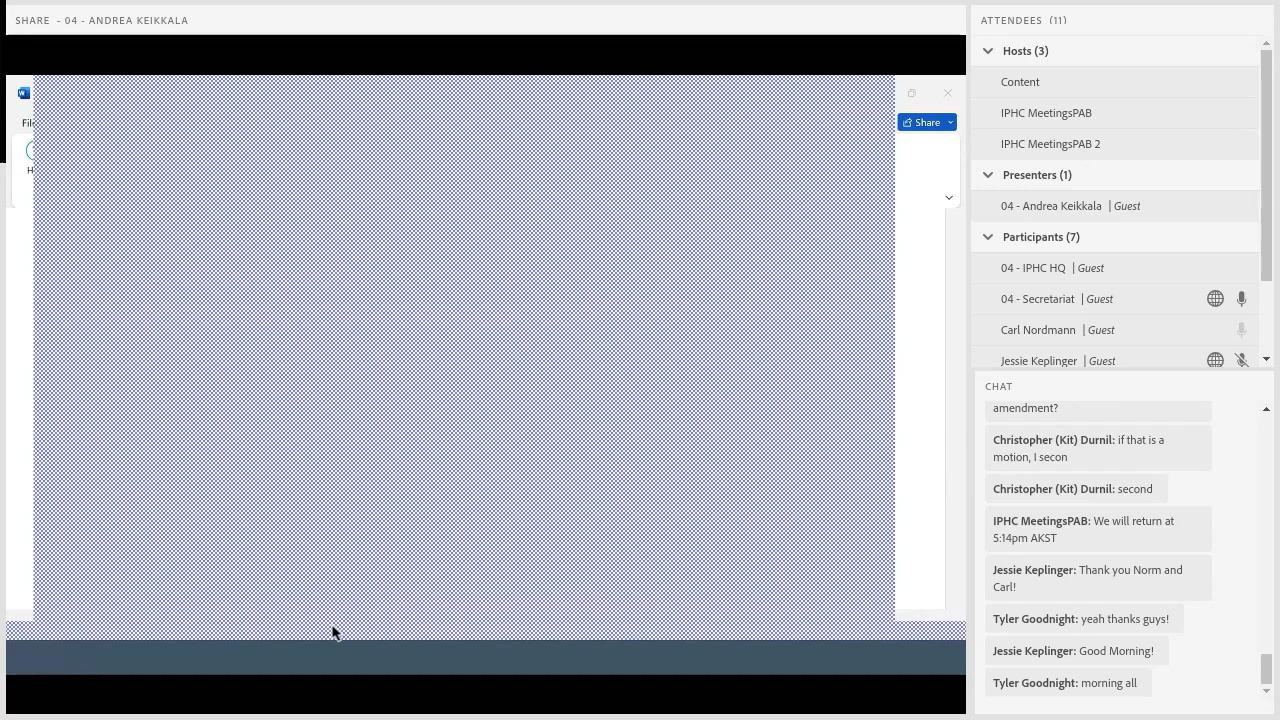 SHARE - 04 - ANDREA KEIKKALA
Share
ATTENDEES (11)
Hosts (3)
Content
IPHC MeetingsPAB
IPHC MeetingsPAB 2
Presenters (1)
04 - Andrea Keikkala | Guest
Participants (7)
04 - IPHC HQ | Guest
04 - Secretariat | Guest
Carl Nordmann | Guest
Jessie Keplinger | Guest
CHAT
amendment?
Christopher (Kit) Durnil: if that is a
motion, I secon
Christopher (Kit) Durnil: second
IPHC MeetingsPAB: We will return at
5:14pm AKST
Jessie Keplinger: Thank you Norm and
Carl!
Tyler Goodnight: yeah thanks guys!
Jessie Keplinger: Good Morning!
Tyler Goodnight: morning all